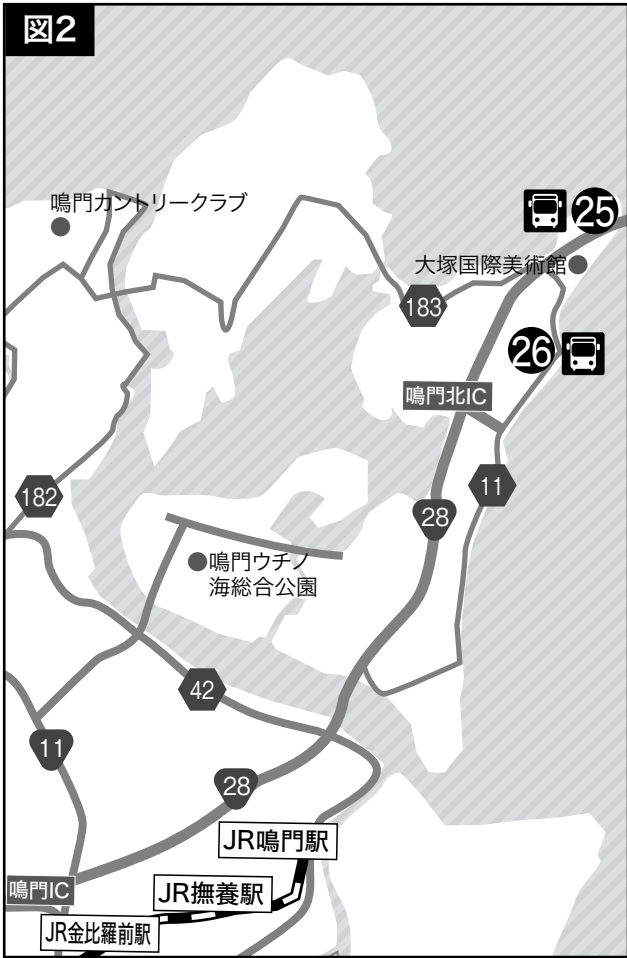 図2
鳴門カントリークラブ
25
大塚国際美術館
183
26
鳴門北IC
182
11
28
鳴門ウチノ
海総合公園
42
11
28
JR鳴門駅
鳴門IC
JR撫養駅
JR金比羅前駅